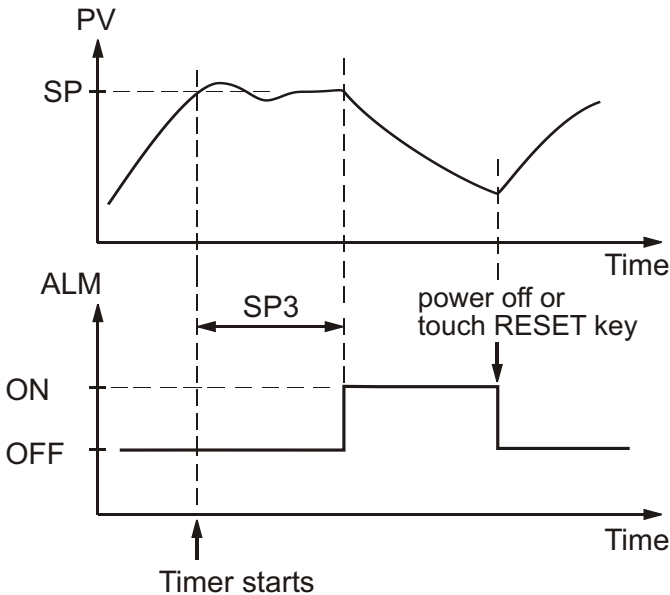 PV
SP
Time
ALM
SP3
power off or
touch RESET key
ON
OFF
Time
Timer starts